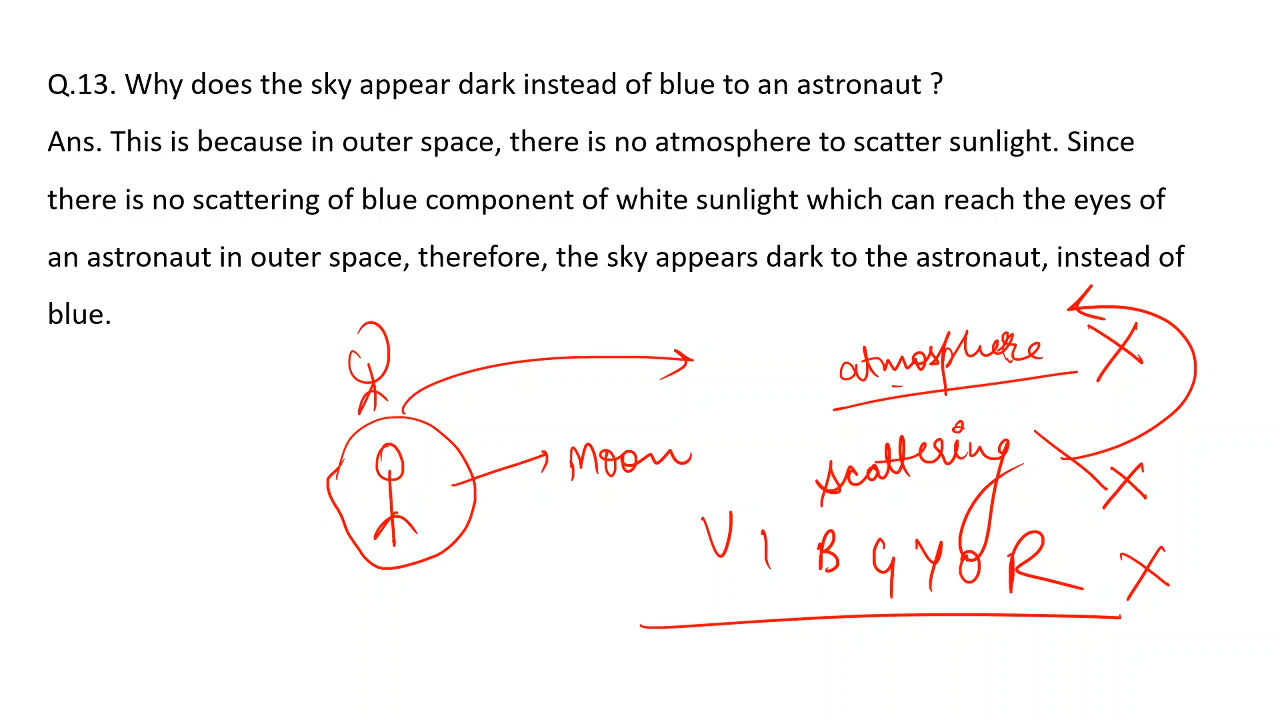 Q.13. Why does the sky appear dark instead of blue to an astronaut ?
Ans. This is because in outer space, there is no atmosphere to scatter sunlight. Since
there is no scattering of blue component of white sunlight which can reach the eyes of
an astronaut in outer space, therefore, the sky appears dark to the astronaut, instead of
blue.
atmosphere X
scattering X
Moon
V I B G Y O R X